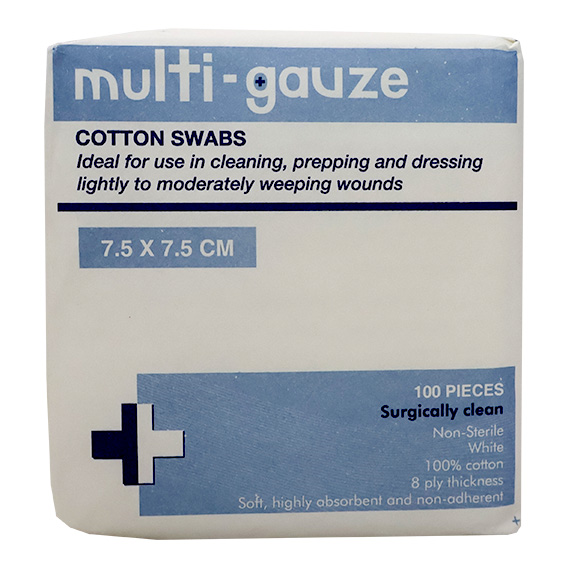 multi-gauze
COTTON SWABS
Ideal for use in cleaning, prepping and dressing
lightly to moderately weeping wounds
7.5 X 7.5 CM
100 PIECES
Surgically clean
Non-Sterile
White
100% cotton
8 ply thickness
Soft, highly absorbent and non-adherent